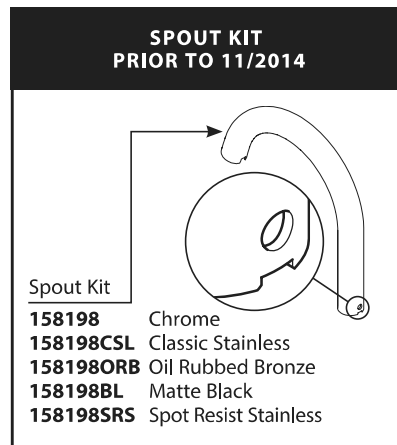 SPOUT KIT
PRIOR TO 11/2014
Spout Kit
158198 Chrome
158198CSL Classic Stainless
158198ORB Oil Rubbed Bronze
158198BL Matte Black
158198SRS Spot Resist Stainless